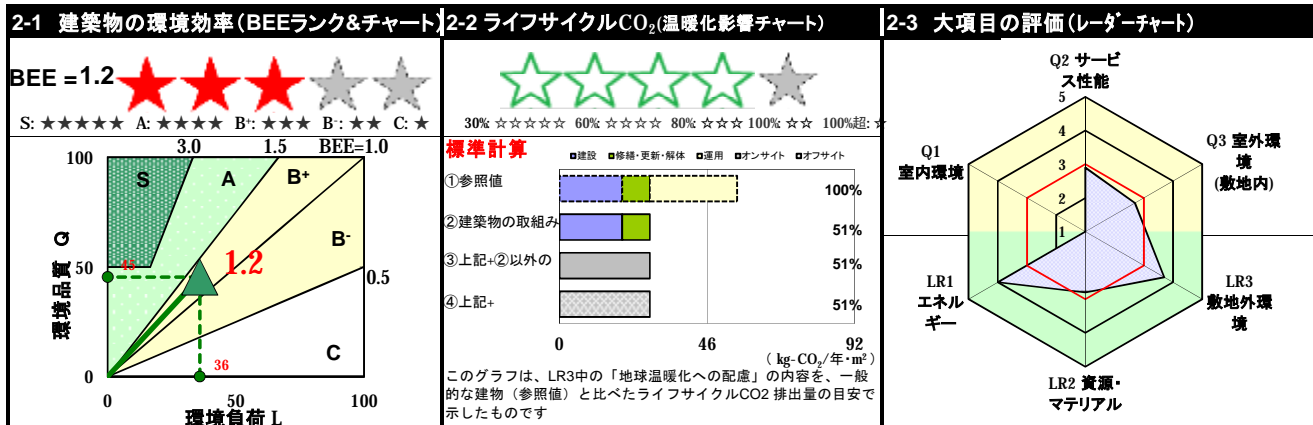 2-1 建築物の環境効率(BEEランク&チャート)
BEE =1.2
S: ★★★★★ A: ★★★★ B⁺: ★★★ B⁻: ★★ C: ★
3.0 1.5 BEE=1.0
100
S
A
B⁺
B⁻
環境品質 Q
45
50
1.2
0.5
36
C
0
0 50 100
環境負荷 L
2-2 ライフサイクルCO₂(温暖化影響チャート)
30%: ☆☆☆☆☆ 60%: ☆☆☆☆ 80%: ☆☆☆ 100%: ☆☆ 100%超: ☆
標準計算
建設 修繕・更新・解体 運用 オンサイト オフサイト
①参照値 100%
②建築物の取組み 51%
③上記+②以外の 51%
④上記+ 51%
0 46 92
( kg-CO₂/年・m²)
このグラフは、LR3中の「地球温暖化への配慮」の内容を、一般
的な建物(参照値)と比べたライフサイクルCO2 排出量の目安で
示したものです
2-3 大項目の評価(レーダーチャート)
Q2 サービ
ス性能
5
4
3
2
1
Q1
室内環境
Q3 室外環
境
(敷地内)
LR1
エネル
ギー
LR3
敷地外環
境
LR2 資源・
マテリアル